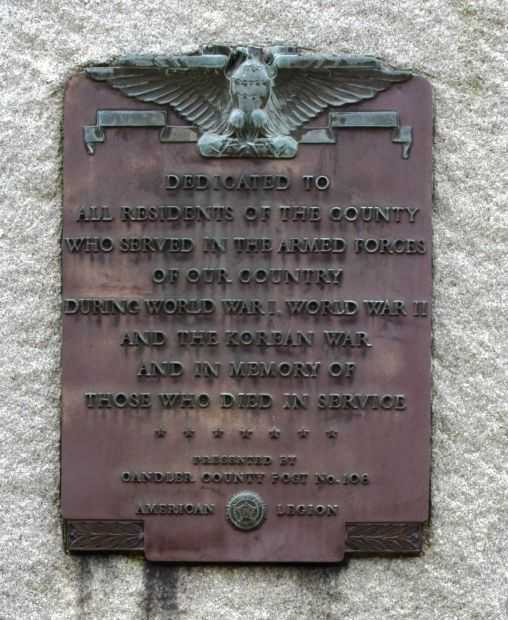 DEDICATED TO
ALL RESIDENTS OF THE COUNTY
WHO SERVED IN THE ARMED FORCES
OF OUR COUNTRY
DURING WORLD WAR I, WORLD WAR II
AND THE KOREAN WAR
AND IN MEMORY OF
THOSE WHO DIED IN SERVICE
PRESENTED BY
CANDLER COUNTY POST NO. 108
AMERICAN LEGION